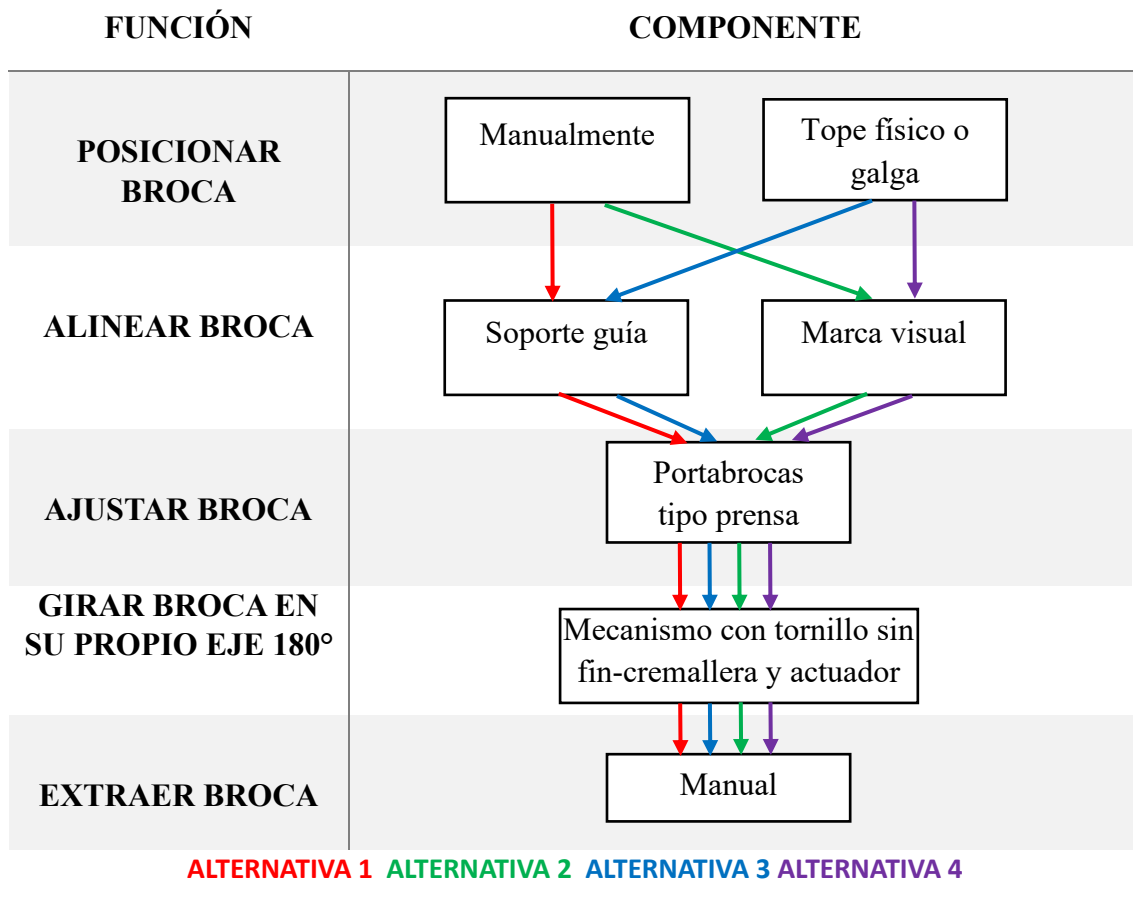 FUNCIÓN
COMPONENTE
POSICIONAR
BROCA
Manualmente
Tope físico o
galga
ALINEAR BROCA
Soporte guía
Marca visual
AJUSTAR BROCA
Portabrocas
tipo prensa
GIRAR BROCA EN
SU PROPIO EJE 180°
Mecanismo con tornillo sin
fin-cremallera y actuador
EXTRAER BROCA
Manual
ALTERNATIVA 1 ALTERNATIVA 2 ALTERNATIVA 3 ALTERNATIVA 4